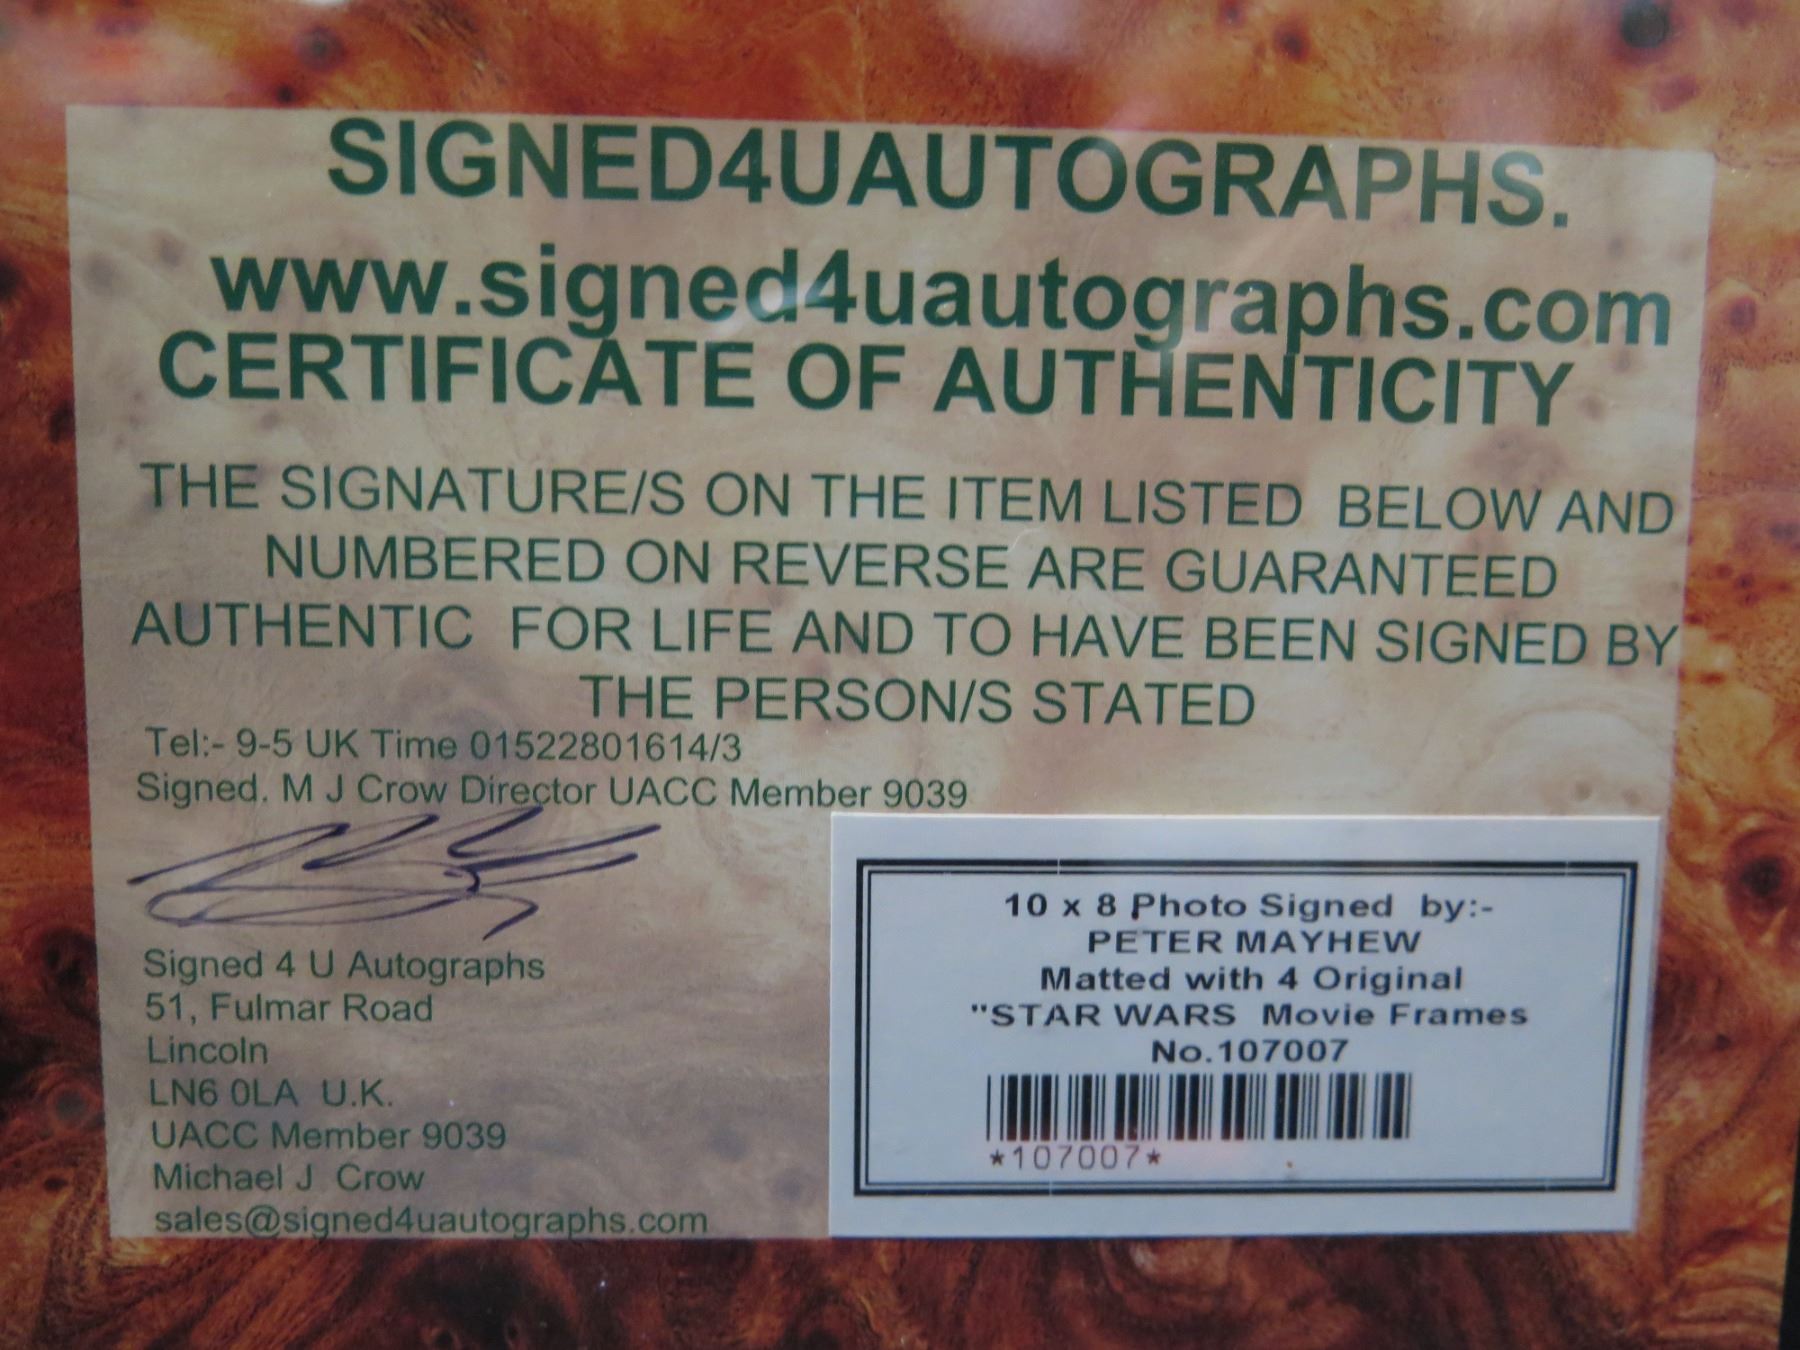 SIGNED4UAUTOGRAPHS.
www.signed4uautographs.com
CERTIFICATE OF AUTHENTICITY
THE SIGNATURE/S ON THE ITEM LISTED BELOW AND
NUMBERED ON REVERSE ARE GUARANTEED
AUTHENTIC FOR LIFE AND TO HAVE BEEN SIGNED BY
THE PERSON/S STATED
Tel:- 9-5 UK Time 01522801614/3
Signed. M J Crow Director UACC Member 9039
Signed 4 U Autographs
51, Fulmar Road
Lincoln
LN6 0LA U.K.
UACC Member 9039
Michael J Crow
sales@signed4uautographs.com
10 x 8 Photo Signed by:-
PETER MAYHEW
Matted with 4 Original
"STAR WARS Movie Frames
No.107007
*107007*